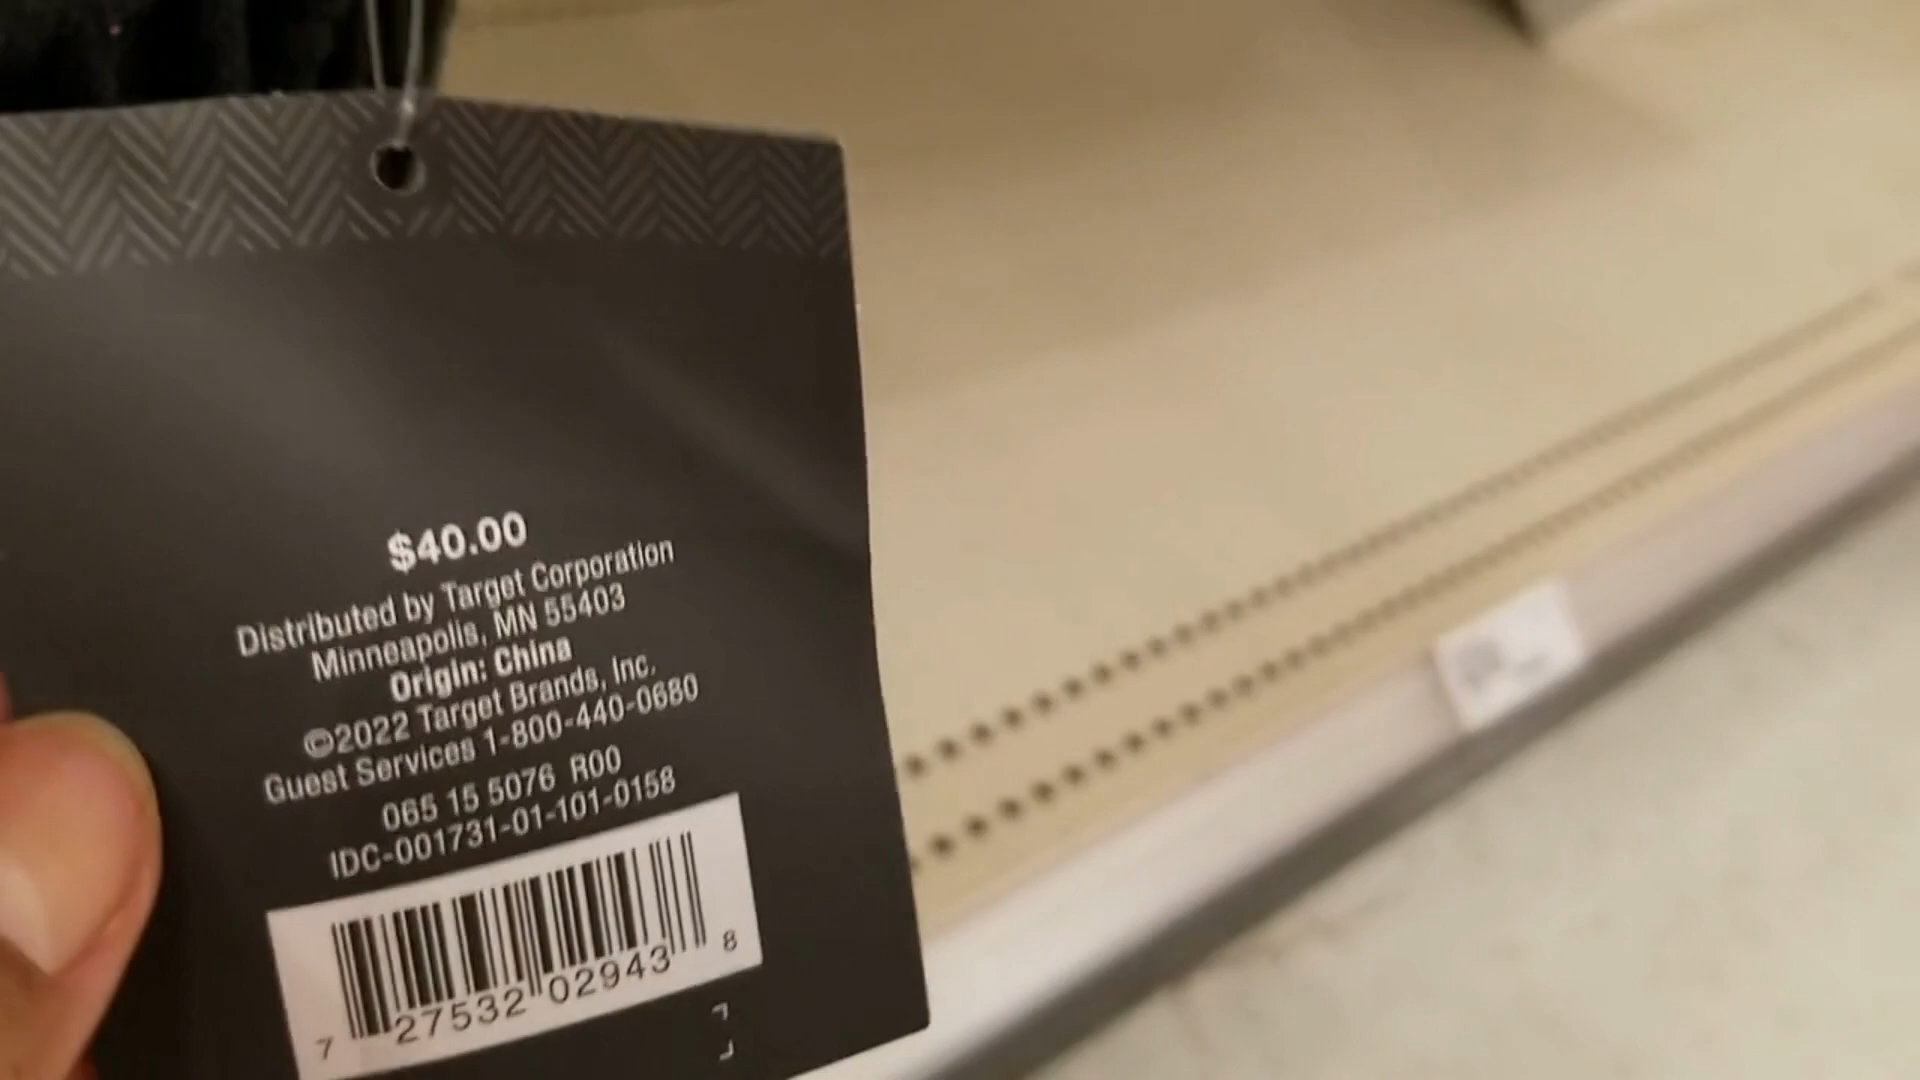 $40.00
Distributed by Target Corporation
Minneapolis, MN 55403
Origin: China
©2022 Target Brands, Inc.
Guest Services 1-800-440-0680
065 15 5076 R00
IDC-001731-01-101-0158
7 27532 02943 8